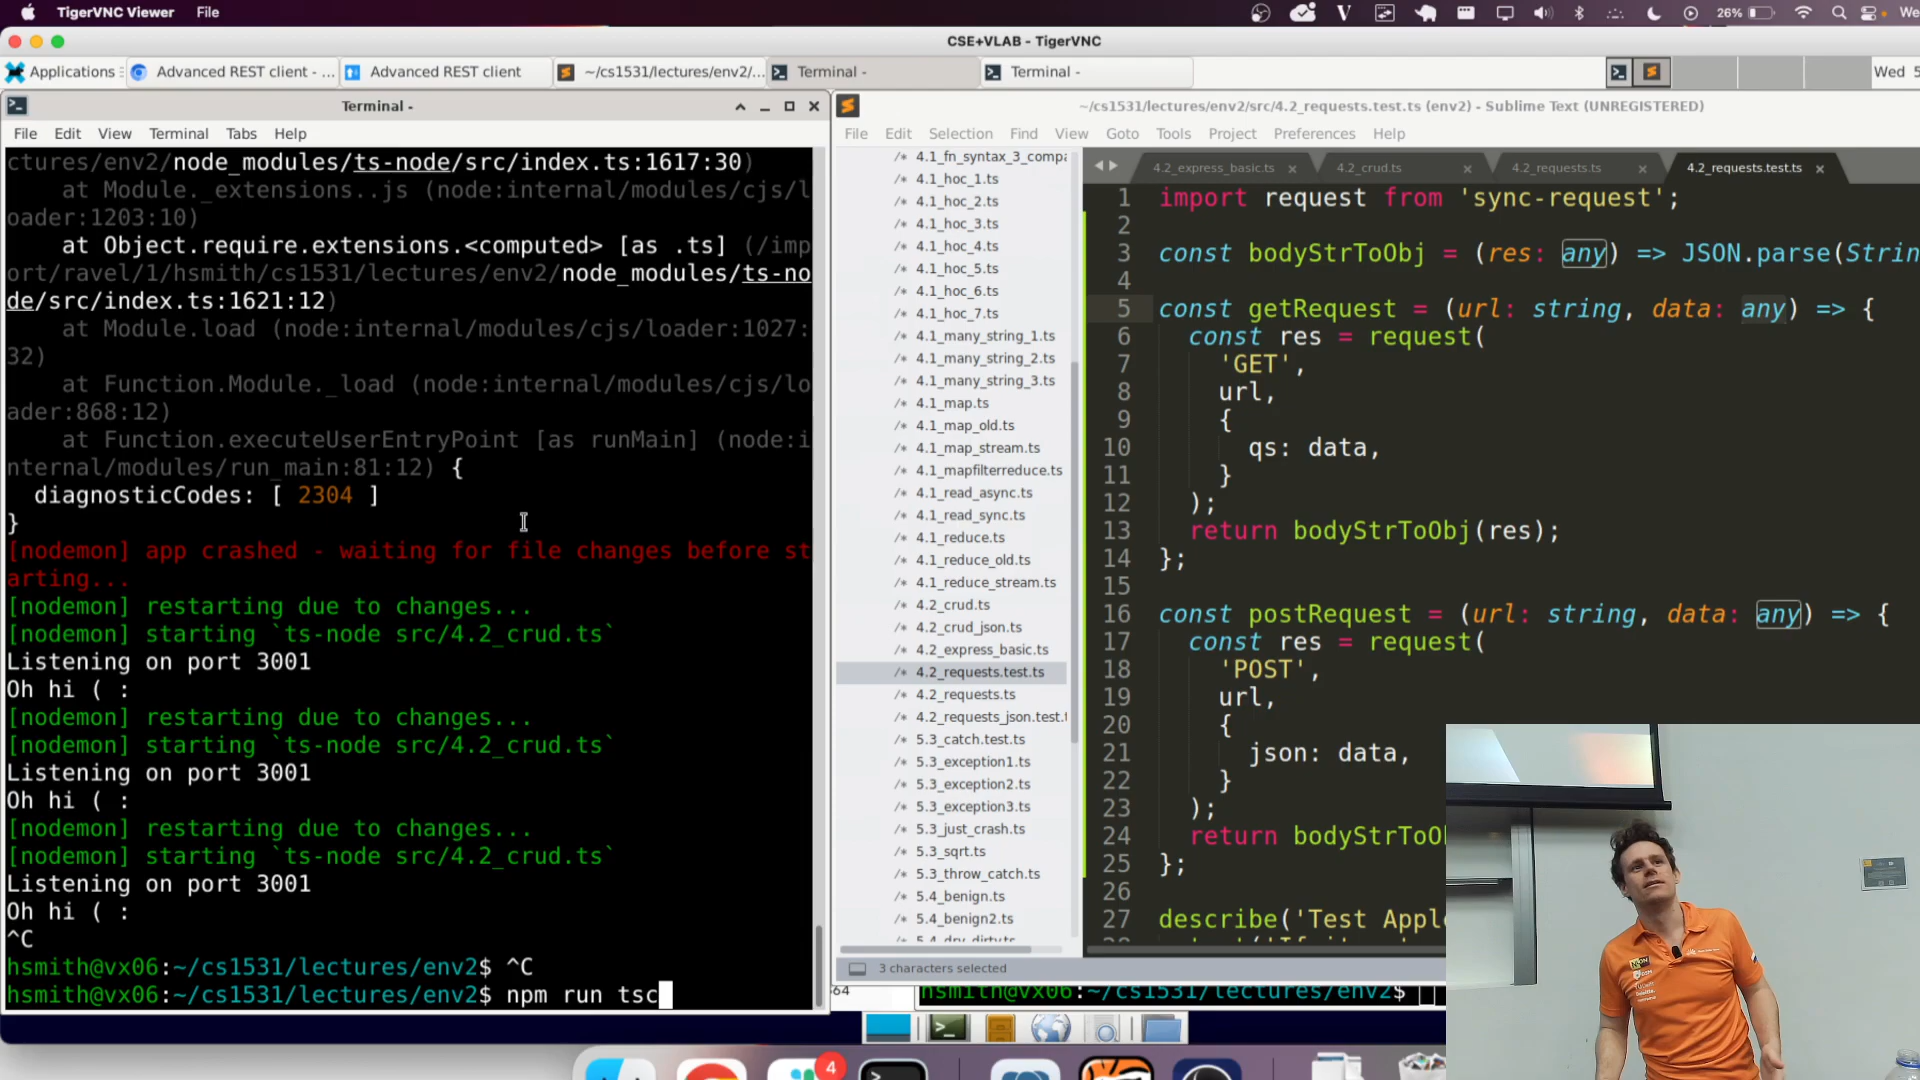 TigerVNC Viewer File
26%
We
CSE+VLAB - TigerVNC
Applications
Advanced REST client - ...
Advanced REST client
~/cs1531/lectures/env2/...
Terminal -
Terminal -
Wed 5
Terminal -
File Edit View Terminal Tabs Help
ctures/env2/node_modules/ts-node/src/index.ts:1617:30)
at Module._extensions..js (node:internal/modules/cjs/l
oader:1203:10)
at Object.require.extensions.<computed> [as .ts] (/imp
ort/ravel/1/hsmith/cs1531/lectures/env2/node_modules/ts-no
de/src/index.ts:1621:12)
at Module.load (node:internal/modules/cjs/loader:1027:
32)
at Function.Module._load (node:internal/modules/cjs/lo
ader:868:12)
at Function.executeUserEntryPoint [as runMain] (node:i
nternal/modules/run_main:81:12) {
diagnosticCodes: [ 2304 ]
}
[nodemon] app crashed - waiting for file changes before st
arting...
[nodemon] restarting due to changes...
[nodemon] starting `ts-node src/4.2_crud.ts`
Listening on port 3001
Oh hi ( :
[nodemon] restarting due to changes...
[nodemon] starting `ts-node src/4.2_crud.ts`
Listening on port 3001
Oh hi ( :
[nodemon] restarting due to changes...
[nodemon] starting `ts-node src/4.2_crud.ts`
Listening on port 3001
Oh hi ( :
^C
hsmith@vx06:~/cs1531/lectures/env2$ ^C
hsmith@vx06:~/cs1531/lectures/env2$ npm run tsc
~/cs1531/lectures/env2/src/4.2_requests.test.ts (env2) - Sublime Text (UNREGISTERED)
File Edit Selection Find View Goto Tools Project Preferences Help
/* 4.1_fn_syntax_3_compa
/* 4.1_hoc_1.ts
/* 4.1_hoc_2.ts
/* 4.1_hoc_3.ts
/* 4.1_hoc_4.ts
/* 4.1_hoc_5.ts
/* 4.1_hoc_6.ts
/* 4.1_hoc_7.ts
/* 4.1_many_string_1.ts
/* 4.1_many_string_2.ts
/* 4.1_many_string_3.ts
/* 4.1_map.ts
/* 4.1_map_old.ts
/* 4.1_map_stream.ts
/* 4.1_mapfilterreduce.ts
/* 4.1_read_async.ts
/* 4.1_read_sync.ts
/* 4.1_reduce.ts
/* 4.1_reduce_old.ts
/* 4.1_reduce_stream.ts
/* 4.2_crud.ts
/* 4.2_crud_json.ts
/* 4.2_express_basic.ts
/* 4.2_requests.test.ts
/* 4.2_requests.ts
/* 4.2_requests_json.test.t
/* 5.3_catch.test.ts
/* 5.3_exception1.ts
/* 5.3_exception2.ts
/* 5.3_exception3.ts
/* 5.3_just_crash.ts
/* 5.3_sqrt.ts
/* 5.3_throw_catch.ts
/* 5.4_benign.ts
/* 5.4_benign2.ts
/* 5.4_dry_dirty.ts
4.2_express_basic.ts 4.2_crud.ts 4.2_requests.ts 4.2_requests.test.ts
1 import request from 'sync-request';
2
3 const bodyStrToObj = (res: any) => JSON.parse(Strin
4
5 const getRequest = (url: string, data: any) => {
6 const res = request(
7 'GET',
8 url,
9 {
10 qs: data,
11 }
12 );
13 return bodyStrToObj(res);
14 };
15
16 const postRequest = (url: string, data: any) => {
17 const res = request(
18 'POST',
19 url,
20 {
21 json: data,
22 }
23 );
24 return bodyStrToOb
25 };
26
27 describe('Test Appl
3 characters selected
hsmith@vx06:~/cs1531/lectures/env2$
4